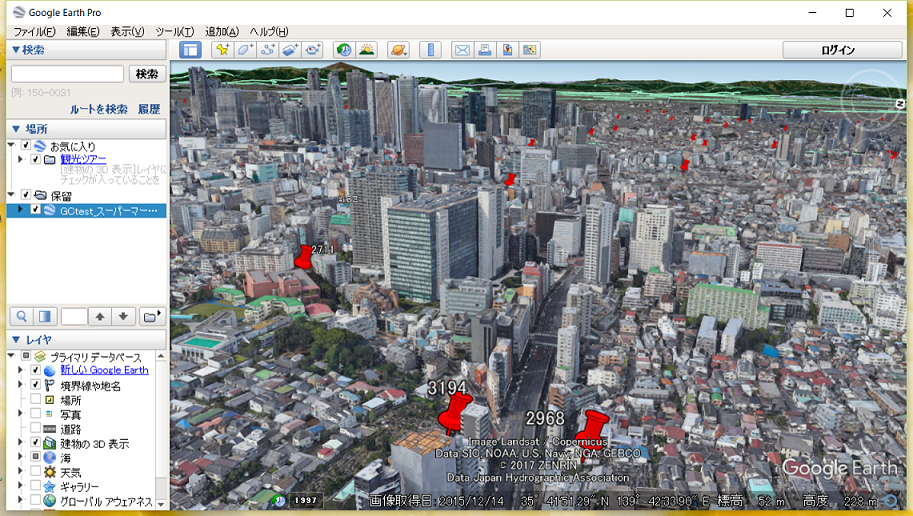 Google Earth Pro
ファイル(F) 編集(E) 表示(V) ツール(T) 追加(A) ヘルプ(H)
ログイン
▼検索
検索
例: 150-0031
ルートを検索 履歴
▼ 場所
お気に入り
観光ツアー
[建物の 3D 表示]レイヤに
チェックが入っていることを
保留
GCtest_スーパーマー…
▼ レイヤ
プライマリ データベース
新しい Google Earth
境界線や地名
場所
写真
道路
建物の 3D 表示
海
天気
ギャラリー
グローバル アウェアネス
2711
3194
2968
Image Landsat / Copernicus
Data SIO, NOAA, U.S. Navy, NGA, GEBCO
© 2017 ZENRIN
Data Japan Hydrographic Association
Google Earth
1997
画像取得日: 2015/12/14 35° 41'51.29" N 139° 42'33.90" E 標高 52 m 高度 228 m